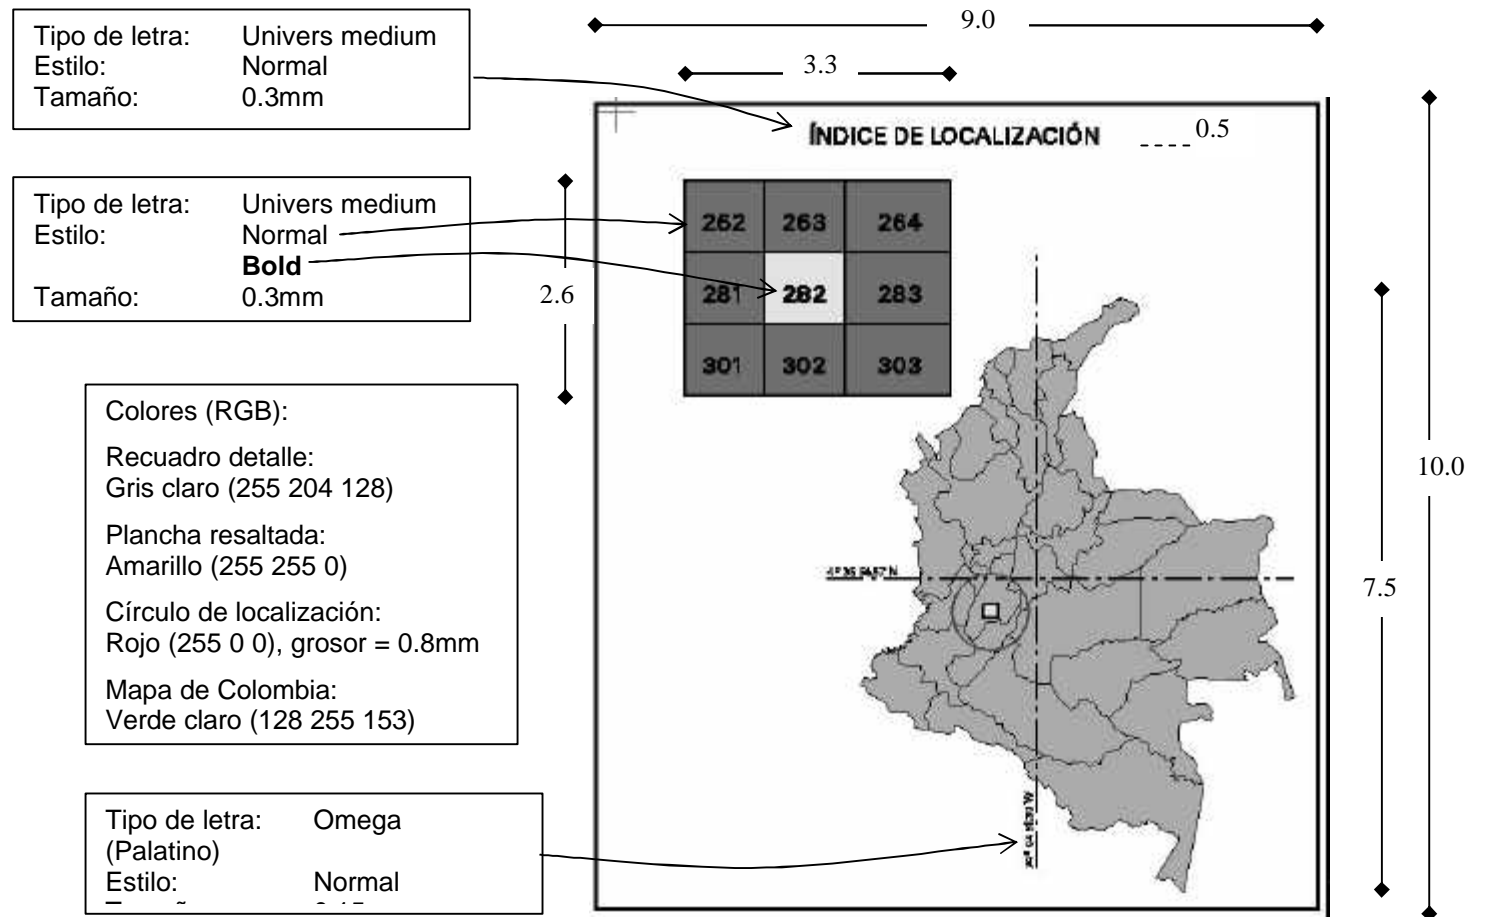 Tipo de letra: Univers medium
Estilo: Normal
Tamaño: 0.3mm
9.0
3.3
ÍNDICE DE LOCALIZACIÓN
0.5
Tipo de letra: Univers medium
Estilo: Normal
Bold
Tamaño: 0.3mm
2.6
262 263 264
281 282 283
301 302 303
Colores (RGB):
Recuadro detalle:
Gris claro (255 204 128)
Plancha resaltada:
Amarillo (255 255 0)
Círculo de localización:
Rojo (255 0 0), grosor = 0.8mm
Mapa de Colombia:
Verde claro (128 255 153)
10.0
7.5
Tipo de letra: Omega
(Palatino)
Estilo: Normal